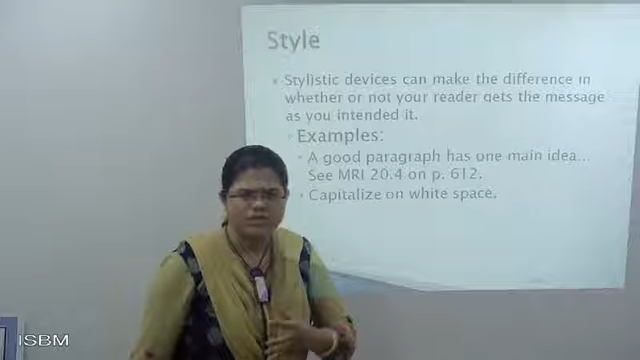 Style
Stylistic devices can make the difference in
whether or not your reader gets the message
as you intended it.
Examples:
A good paragraph has one main idea...
See MRI 20.4 on p. 612.
Capitalize on white space.
ISBM